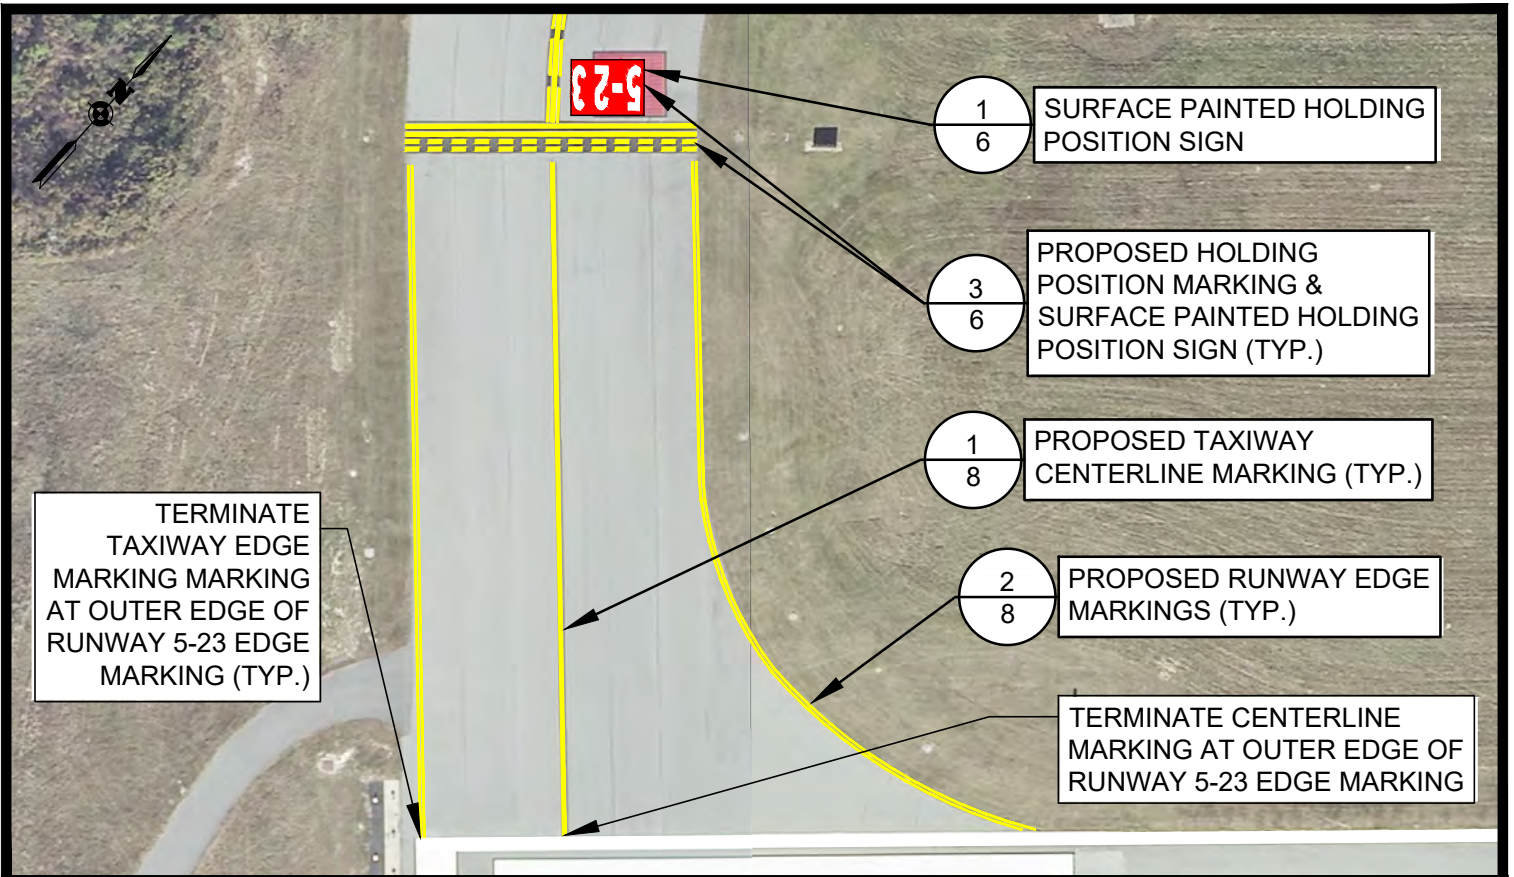 5-23
1
6
SURFACE PAINTED HOLDING
POSITION SIGN
3
6
PROPOSED HOLDING
POSITION MARKING &
SURFACE PAINTED HOLDING
POSITION SIGN (TYP.)
1
8
PROPOSED TAXIWAY
CENTERLINE MARKING (TYP.)
TERMINATE
TAXIWAY EDGE
MARKING MARKING
AT OUTER EDGE OF
RUNWAY 5-23 EDGE
MARKING (TYP.)
2
8
PROPOSED RUNWAY EDGE
MARKINGS (TYP.)
TERMINATE CENTERLINE
MARKING AT OUTER EDGE OF
RUNWAY 5-23 EDGE MARKING
N